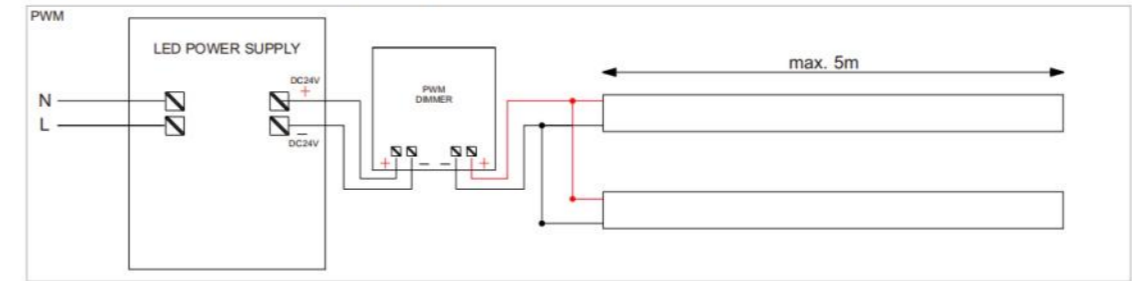 PWM
LED POWER SUPPLY
DC24V
+
N
L
−
DC24V
PWM
DIMMER
+ − − +
max. 5m